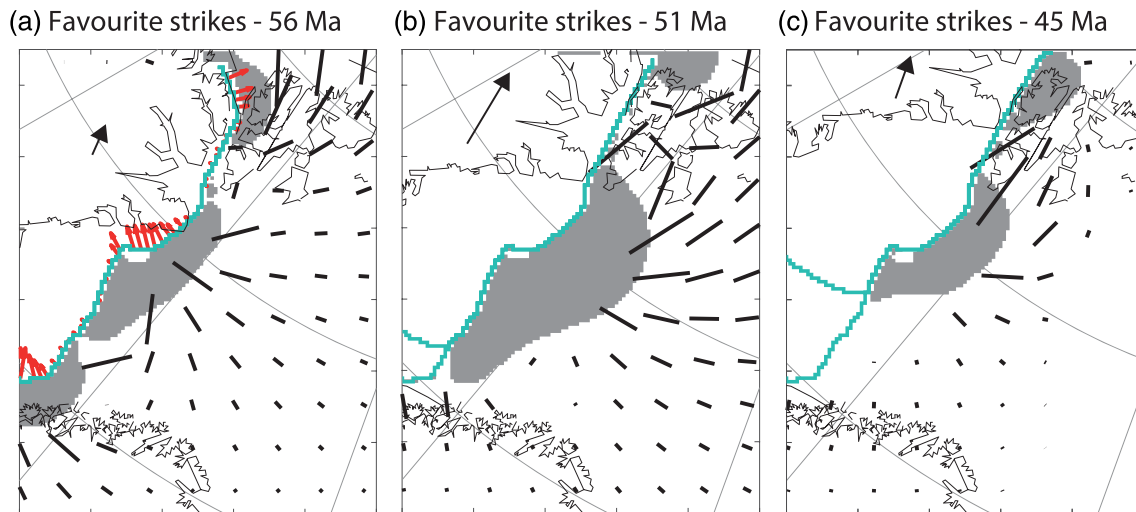 (a) Favourite strikes - 56 Ma
(b) Favourite strikes - 51 Ma
(c) Favourite strikes - 45 Ma